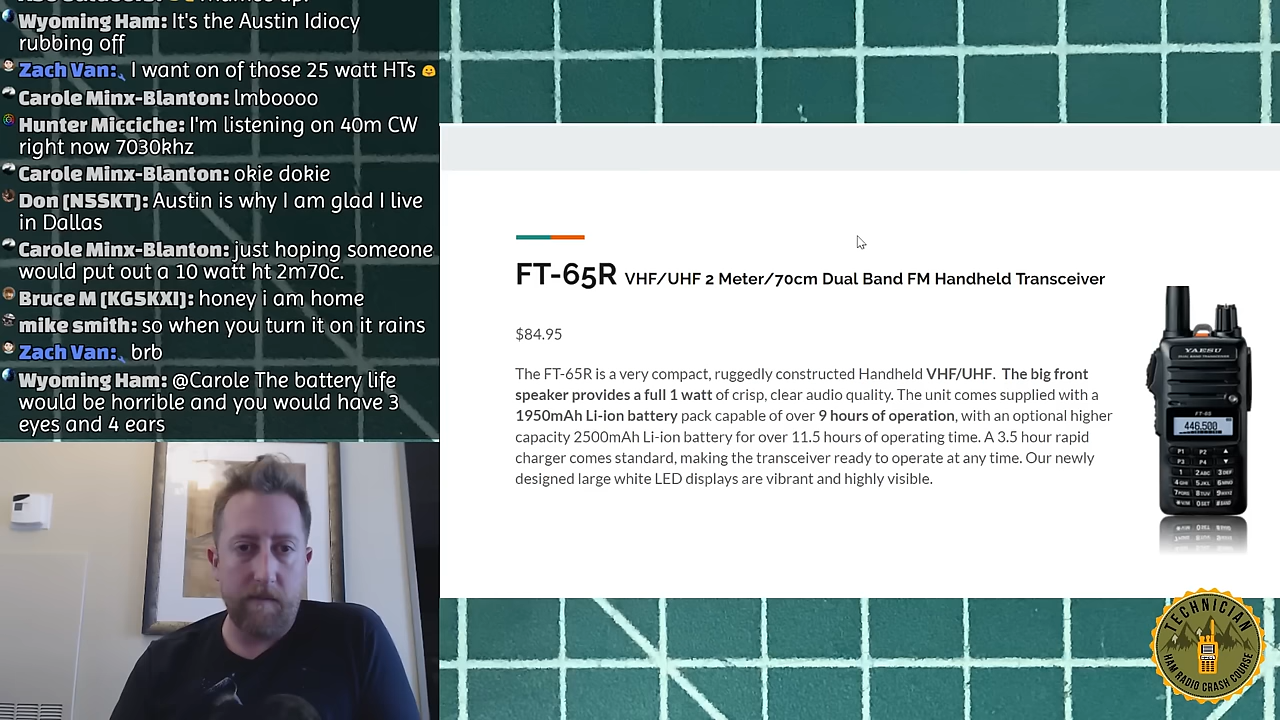 Wyoming Ham: It's the Austin Idiocy
rubbing off
Zach Van: I want on of those 25 watt HTs
Carole Minx-Blanton: lmboooo
Hunter Micciche: I'm listening on 40m CW
right now 7030khz
Carole Minx-Blanton: okie dokie
Don (N5SKT): Austin is why I am glad I live
in Dallas
Carole Minx-Blanton: just hoping someone
would put out a 10 watt ht 2m70c.
Bruce M (KG5KXI): honey i am home
mike smith: so when you turn it on it rains
Zach Van: brb
Wyoming Ham: @Carole The battery life
would be horrible and you would have 3
eyes and 4 ears
FT-65R VHF/UHF 2 Meter/70cm Dual Band FM Handheld Transceiver
$84.95
The FT-65R is a very compact, ruggedly constructed Handheld VHF/UHF. The big front
speaker provides a full 1 watt of crisp, clear audio quality. The unit comes supplied with a
1950mAh Li-ion battery pack capable of over 9 hours of operation, with an optional higher
capacity 2500mAh Li-ion battery for over 11.5 hours of operating time. A 3.5 hour rapid
charger comes standard, making the transceiver ready to operate at any time. Our newly
designed large white LED displays are vibrant and highly visible.
YAESU
DUAL BAND TRANSCEIVER
FT-65
446.500
P1 P2
P3 P4
TECHNICIAN
HAM RADIO CRASH COURSE